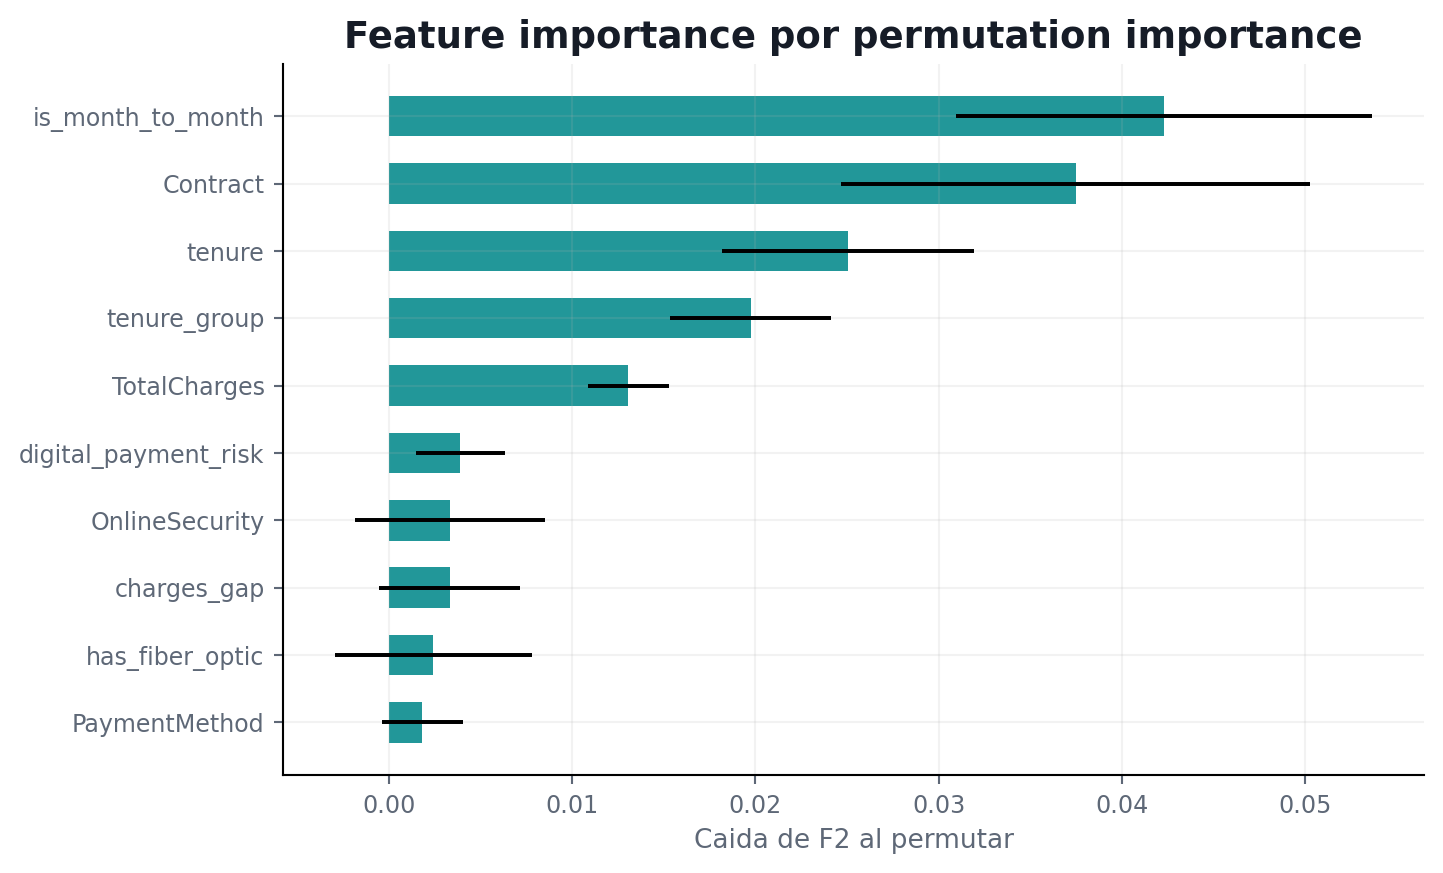 Feature importance por permutation importance
is_month_to_month
Contract
tenure
tenure_group
TotalCharges
digital_payment_risk
OnlineSecurity
charges_gap
has_fiber_optic
PaymentMethod
0.00 0.01 0.02 0.03 0.04 0.05
Caida de F2 al permutar